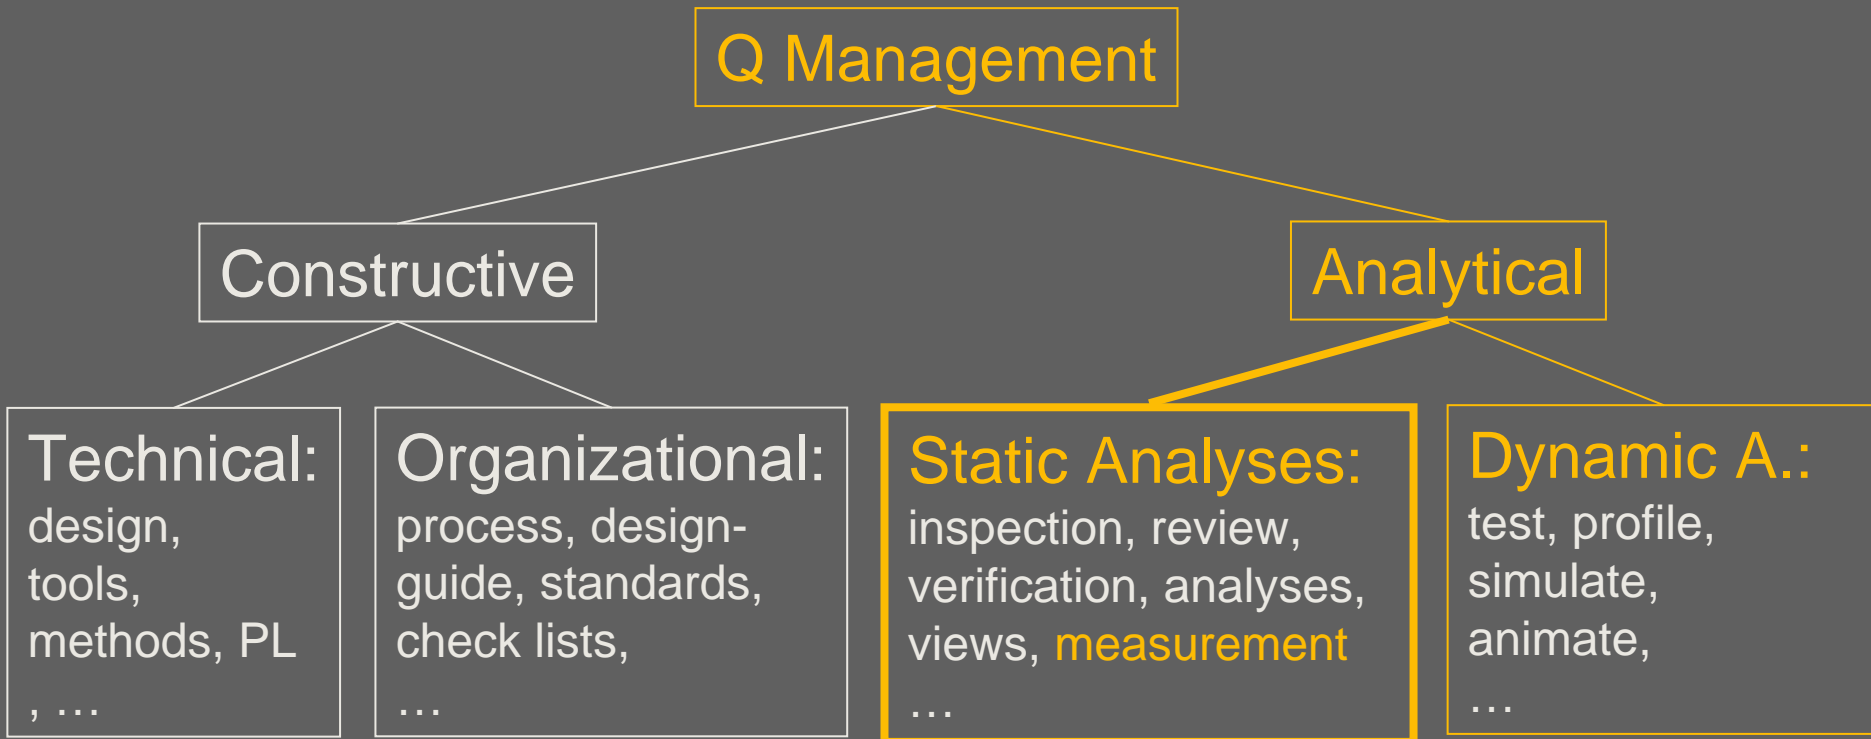 Q Management
Constructive
Analytical
Technical:
design,
tools,
methods, PL
, …
Organizational:
process, design-
guide, standards,
check lists,
…
Static Analyses:
inspection, review,
verification, analyses,
views, measurement
…
Dynamic A.:
test, profile,
simulate,
animate,
…